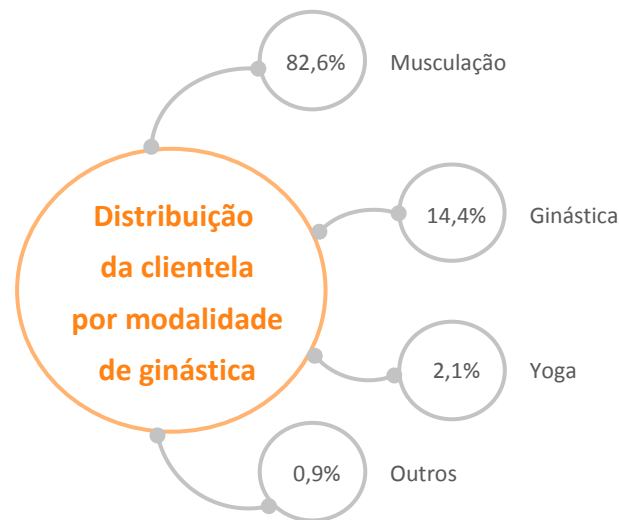 82,6%
Musculação
Distribuição
da clientela
por modalidade
de ginástica
14,4%
Ginástica
2,1%
Yoga
0,9%
Outros